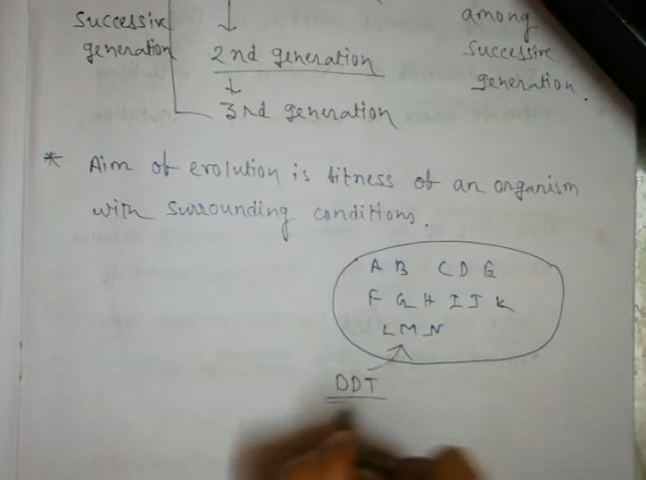 Successive
generation
2nd generation
3rd generation
among
Successive
generation.
* Aim of evolution is fitness of an organism
with surrounding conditions.
A B C D E
F G H I J K
L M N
DDT